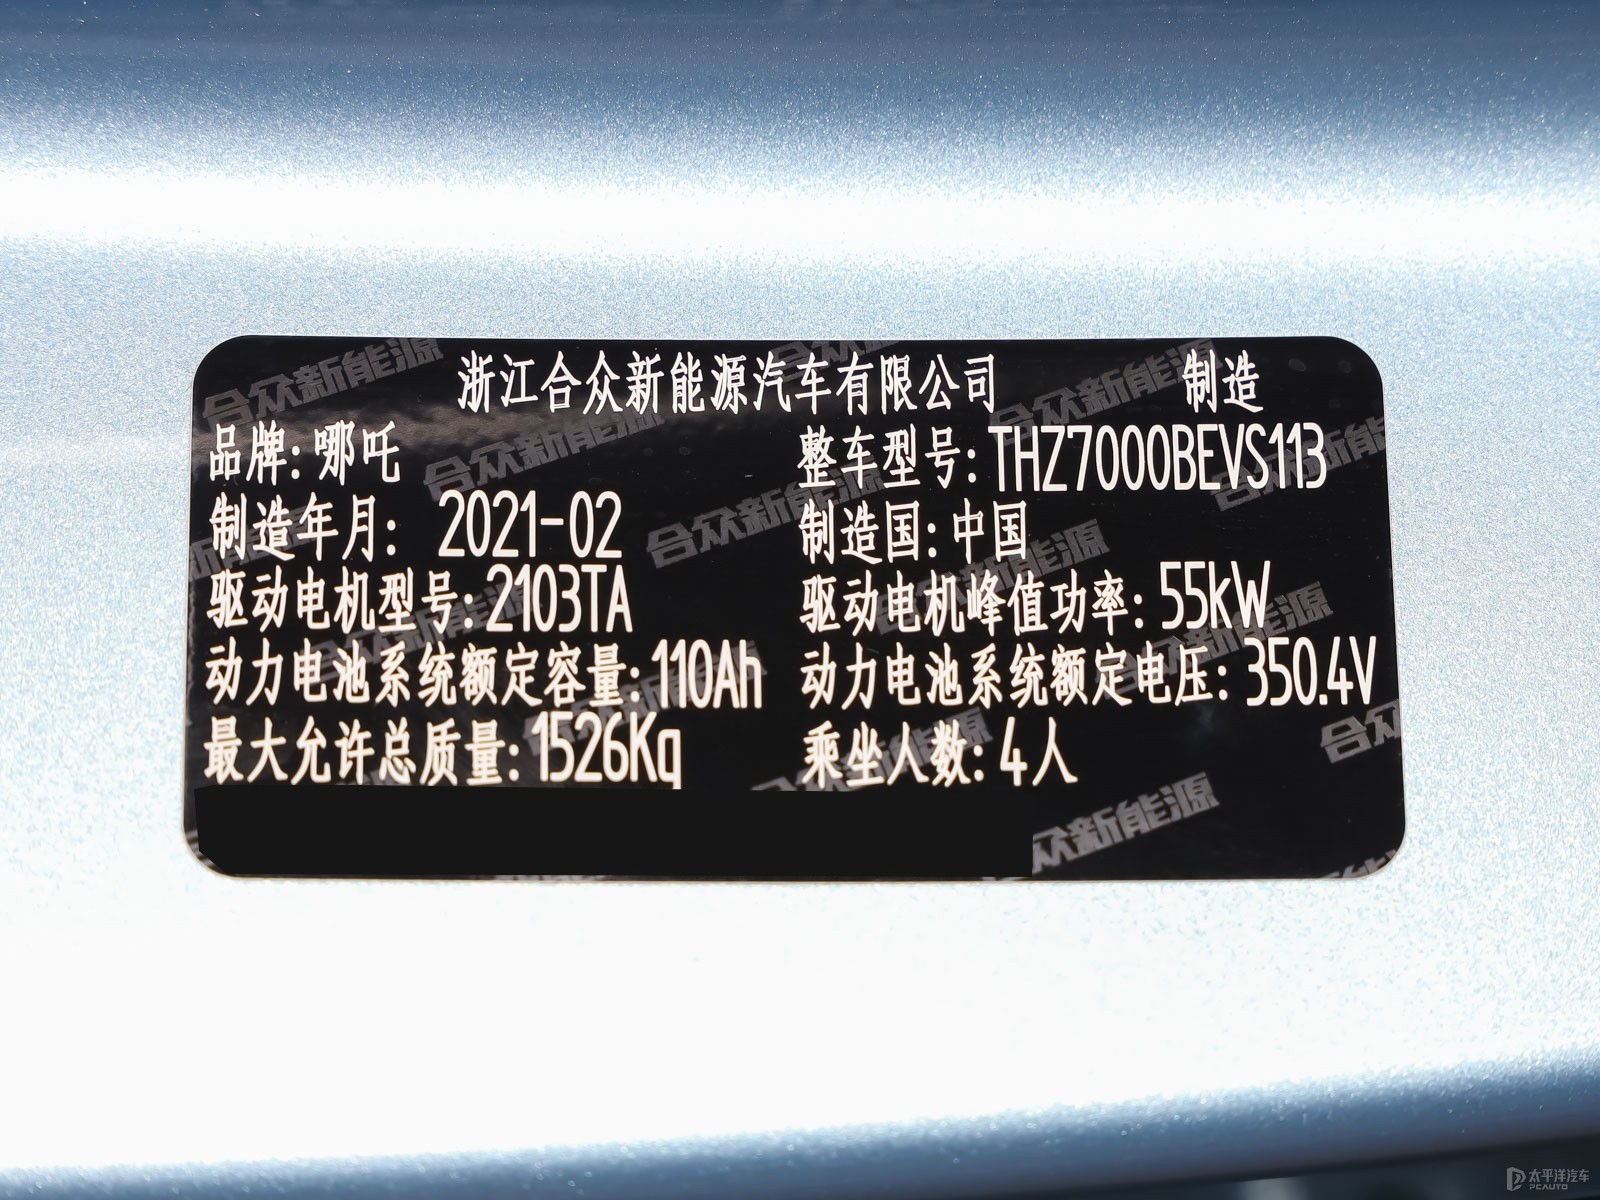 浙江合众新能源汽车有限公司 制造
品牌:哪吒 整车型号:THZ7000BEVS113
制造年月: 2021-02 制造国:中国
驱动电机型号:2103TA 驱动电机峰值功率:55kW
动力电池系统额定容量:110Ah 动力电池系统额定电压:350.4V
最大允许总质量:1526Kg 乘坐人数:4人
合众新能源
太平洋汽车
PCAUTO